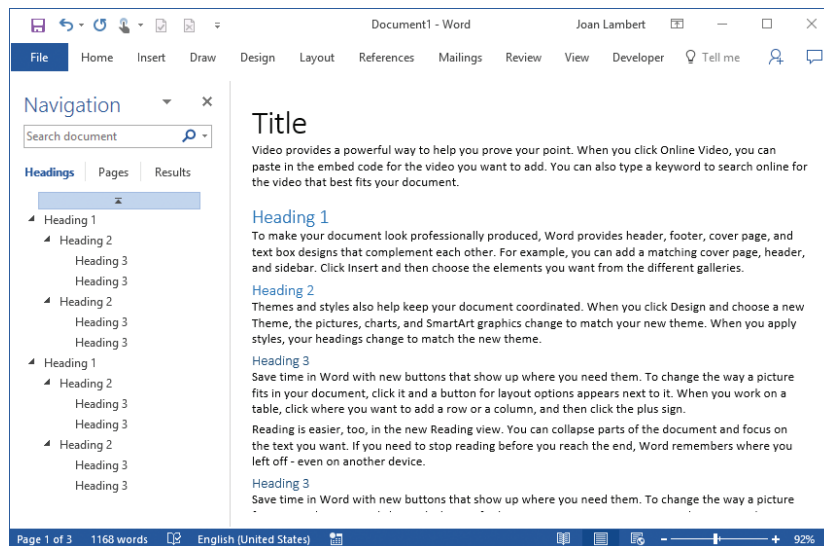 Document1 - Word
Joan Lambert
File Home Insert Draw Design Layout References Mailings Review View Developer Tell me
Navigation
Search document
Headings Pages Results
Heading 1
Heading 2
Heading 3
Heading 3
Heading 2
Heading 3
Heading 3
Heading 1
Heading 2
Heading 3
Heading 3
Heading 2
Heading 3
Heading 3
Title
Video provides a powerful way to help you prove your point. When you click Online Video, you can
paste in the embed code for the video you want to add. You can also type a keyword to search online for
the video that best fits your document.
Heading 1
To make your document look professionally produced, Word provides header, footer, cover page, and
text box designs that complement each other. For example, you can add a matching cover page, header,
and sidebar. Click Insert and then choose the elements you want from the different galleries.
Heading 2
Themes and styles also help keep your document coordinated. When you click Design and choose a new
Theme, the pictures, charts, and SmartArt graphics change to match your new theme. When you apply
styles, your headings change to match the new theme.
Heading 3
Save time in Word with new buttons that show up where you need them. To change the way a picture
fits in your document, click it and a button for layout options appears next to it. When you work on a
table, click where you want to add a row or a column, and then click the plus sign.
Reading is easier, too, in the new Reading view. You can collapse parts of the document and focus on
the text you want. If you need to stop reading before you reach the end, Word remembers where you
left off - even on another device.
Heading 3
Save time in Word with new buttons that show up where you need them. To change the way a picture
Page 1 of 3 1168 words English (United States) 92%